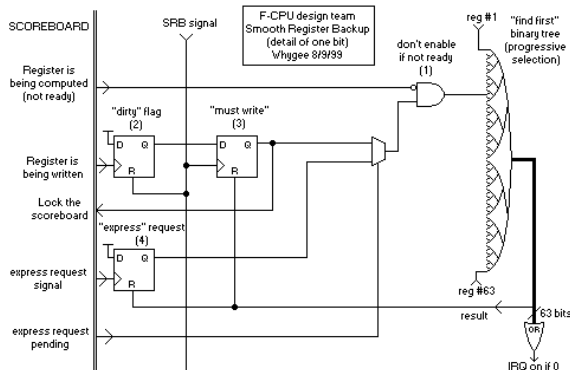 SCOREBOARD
SRB signal
F-CPU design team
Smooth Register Backup
(detail of one bit)
Whygee 8/9/99
reg #1
"find first"
binary tree
(progressive
selection)
don't enable
if not ready
(1)
Register is
being computed
(not ready)
"dirty" flag
(2)
"must write"
(3)
D Q
R
D Q
R
Register is
being written
Lock the
scoreboard
"express" request
(4)
D Q
R
express request
signal
reg #63
result
63 bits
express request
pending
OR
IRQ on if 0